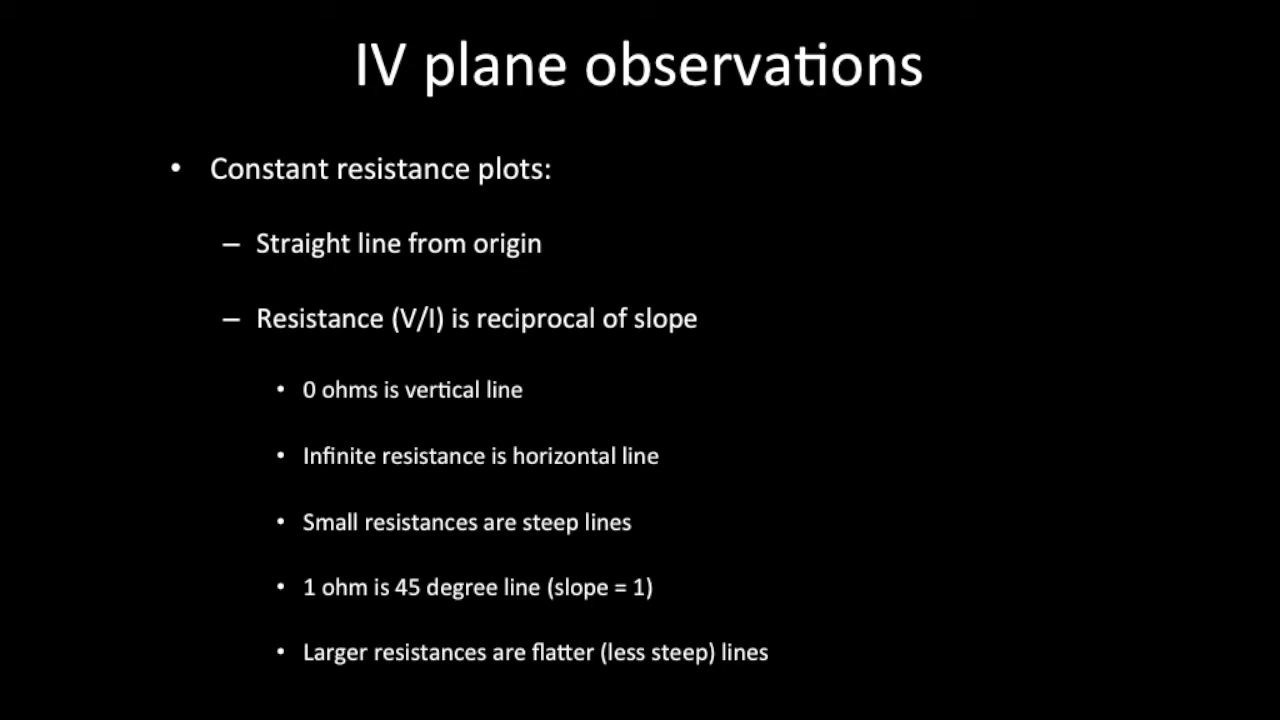 IV plane observations
• Constant resistance plots:
– Straight line from origin
– Resistance (V/I) is reciprocal of slope
• 0 ohms is vertical line
• Infinite resistance is horizontal line
• Small resistances are steep lines
• 1 ohm is 45 degree line (slope = 1)
• Larger resistances are flatter (less steep) lines